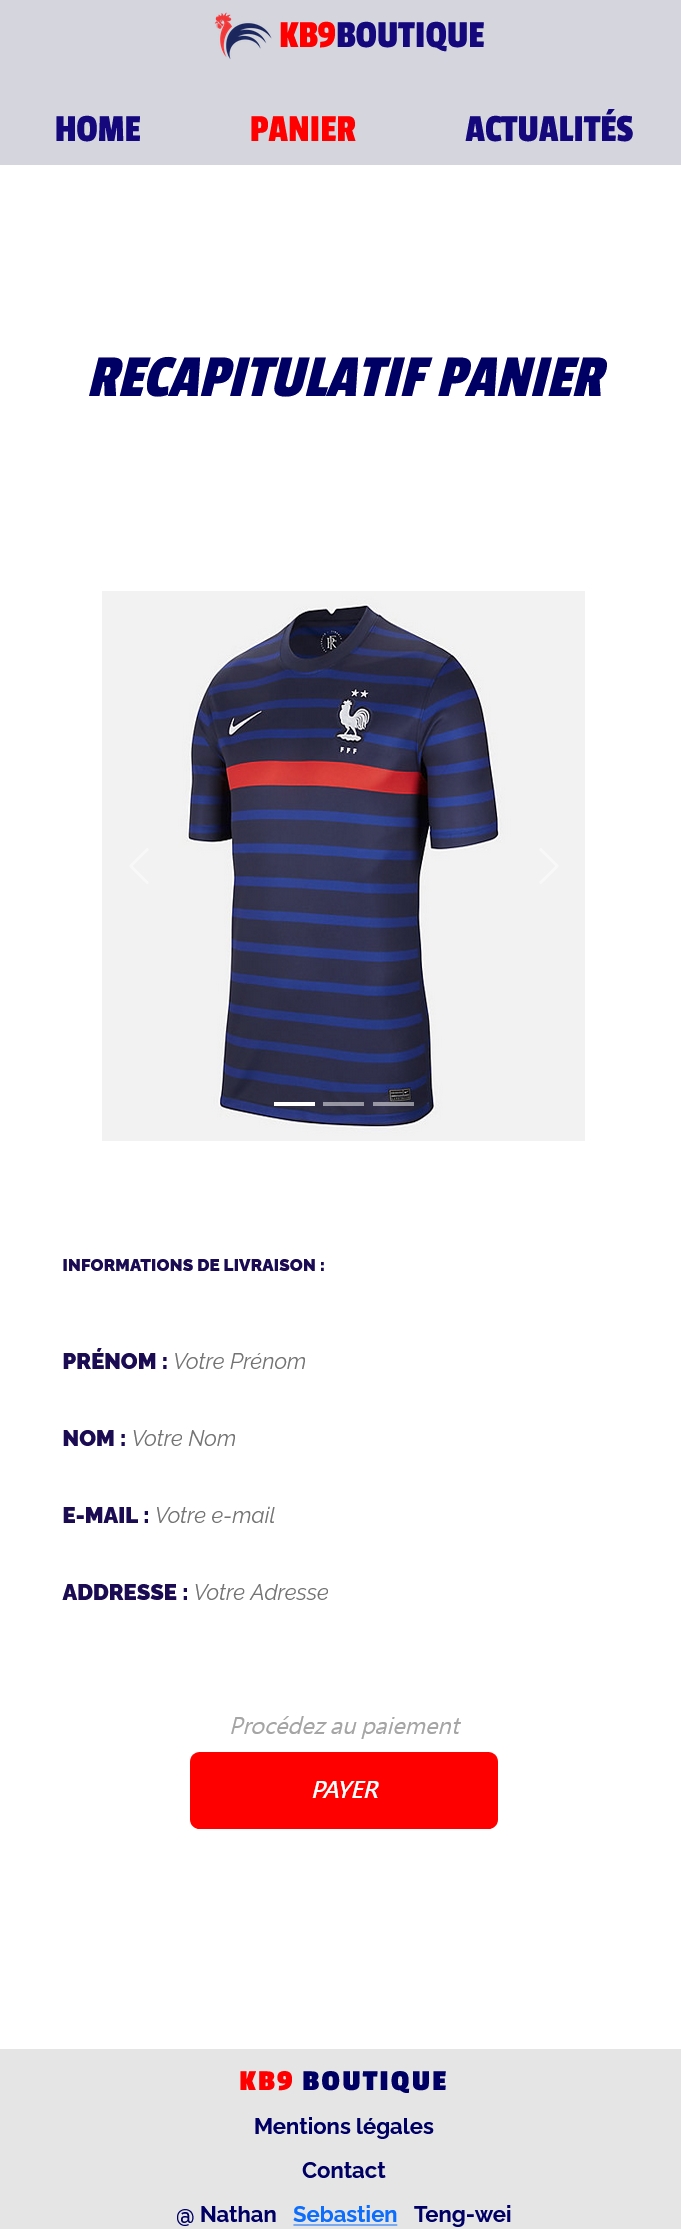 KB9BOUTIQUE
HOME PANIER ACTUALITÉS
RECAPITULATIF PANIER
FFF
INFORMATIONS DE LIVRAISON :
PRÉNOM : Votre Prénom
NOM : Votre Nom
E-MAIL : Votre e-mail
ADDRESSE : Votre Adresse
Procédez au paiement
PAYER
KB9 BOUTIQUE
Mentions légales
Contact
@ Nathan Sebastien Teng-wei